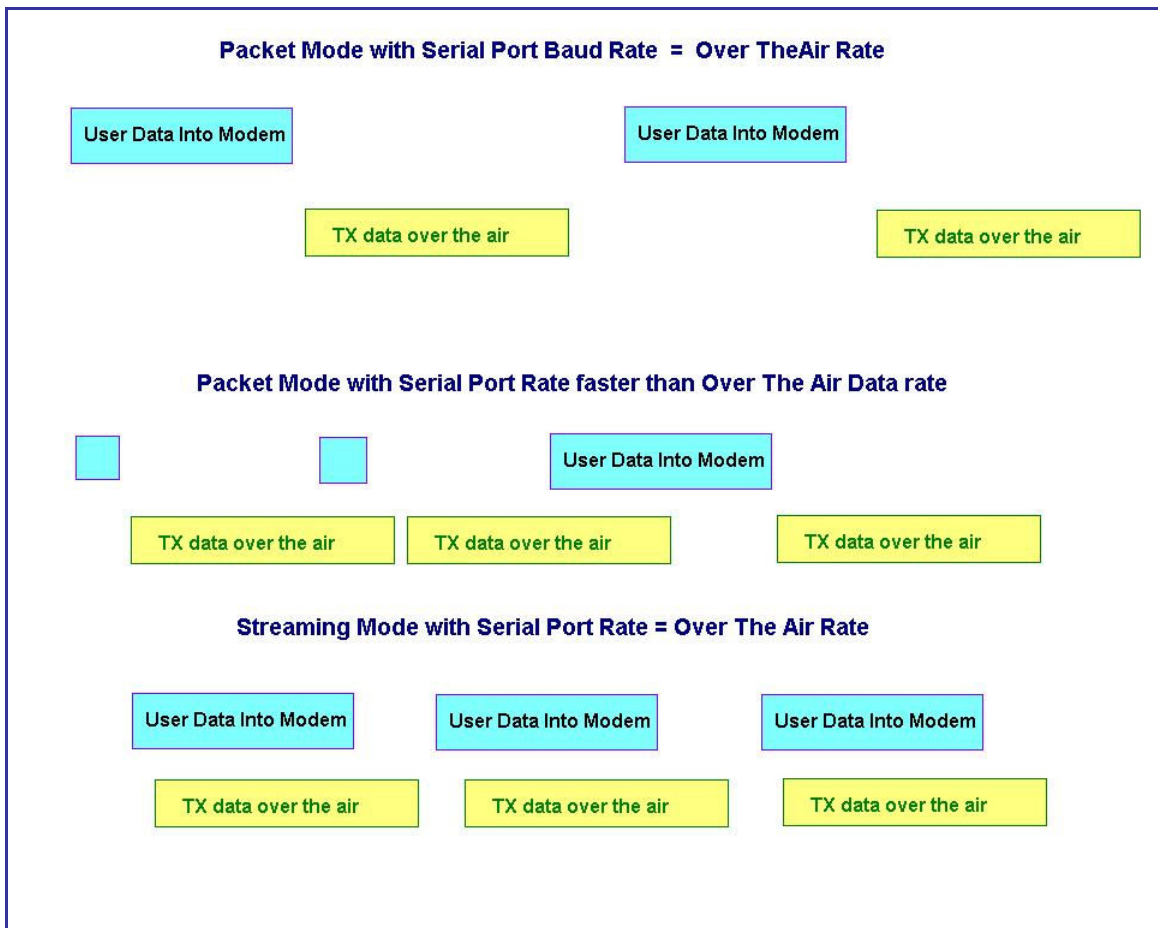 Packet Mode with Serial Port Baud Rate = Over TheAir Rate
User Data Into Modem
User Data Into Modem
TX data over the air
TX data over the air
Packet Mode with Serial Port Rate faster than Over The Air Data rate
User Data Into Modem
TX data over the air
TX data over the air
TX data over the air
Streaming Mode with Serial Port Rate = Over The Air Rate
User Data Into Modem
User Data Into Modem
User Data Into Modem
TX data over the air
TX data over the air
TX data over the air